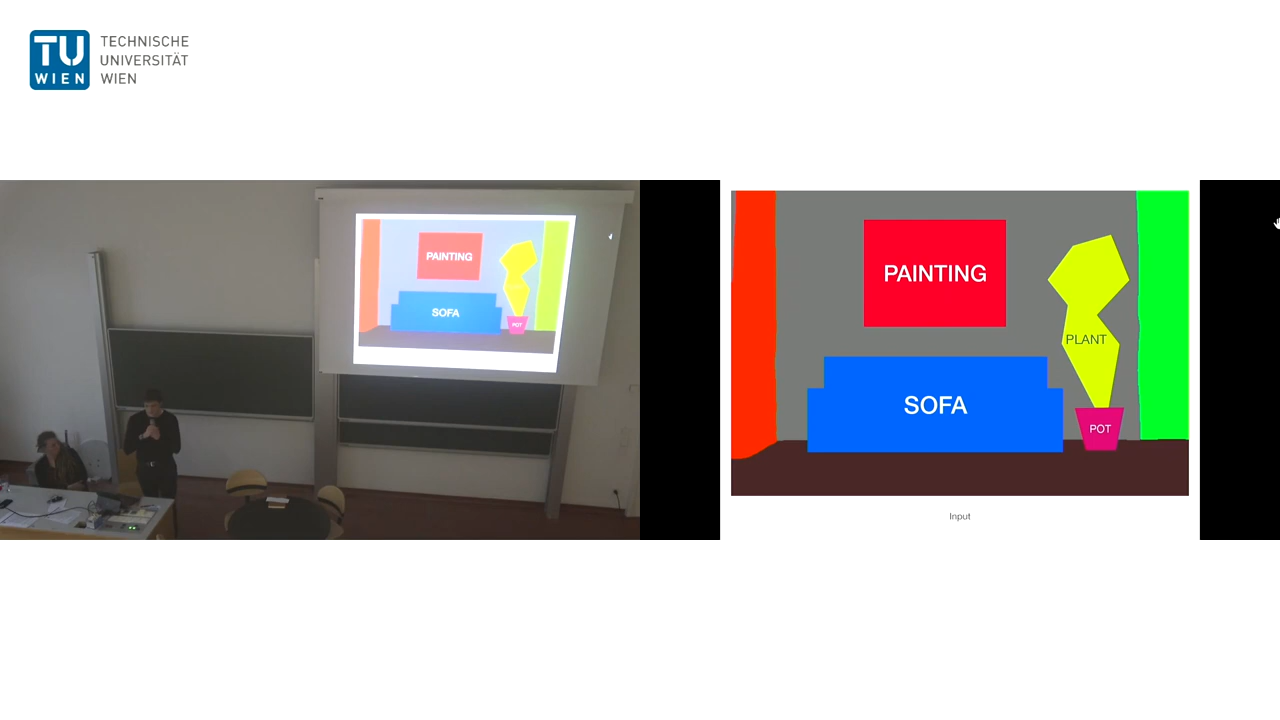 TU
WIEN
TECHNISCHE
UNIVERSITÄT
WIEN
PAINTING
SOFA
POT
PAINTING
PLANT
SOFA
POT
Input